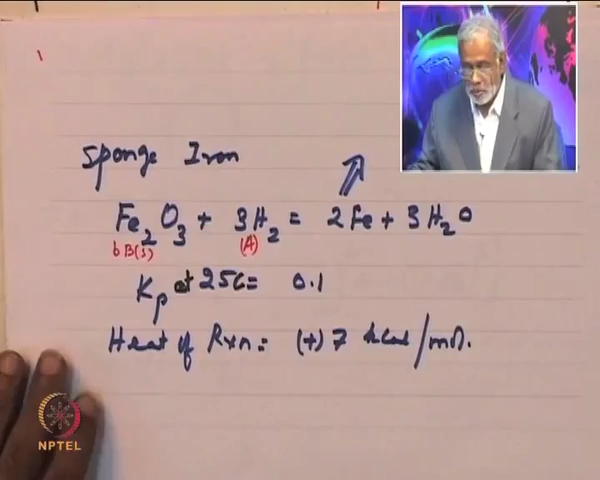 Sponge Iron
Fe2O3 + 3H2 = 2Fe + 3H2O
bB(s) (A)
Kp at 25C = 0.1
Heat of Rxn = (+) 7 kcal/mol.
NPTEL